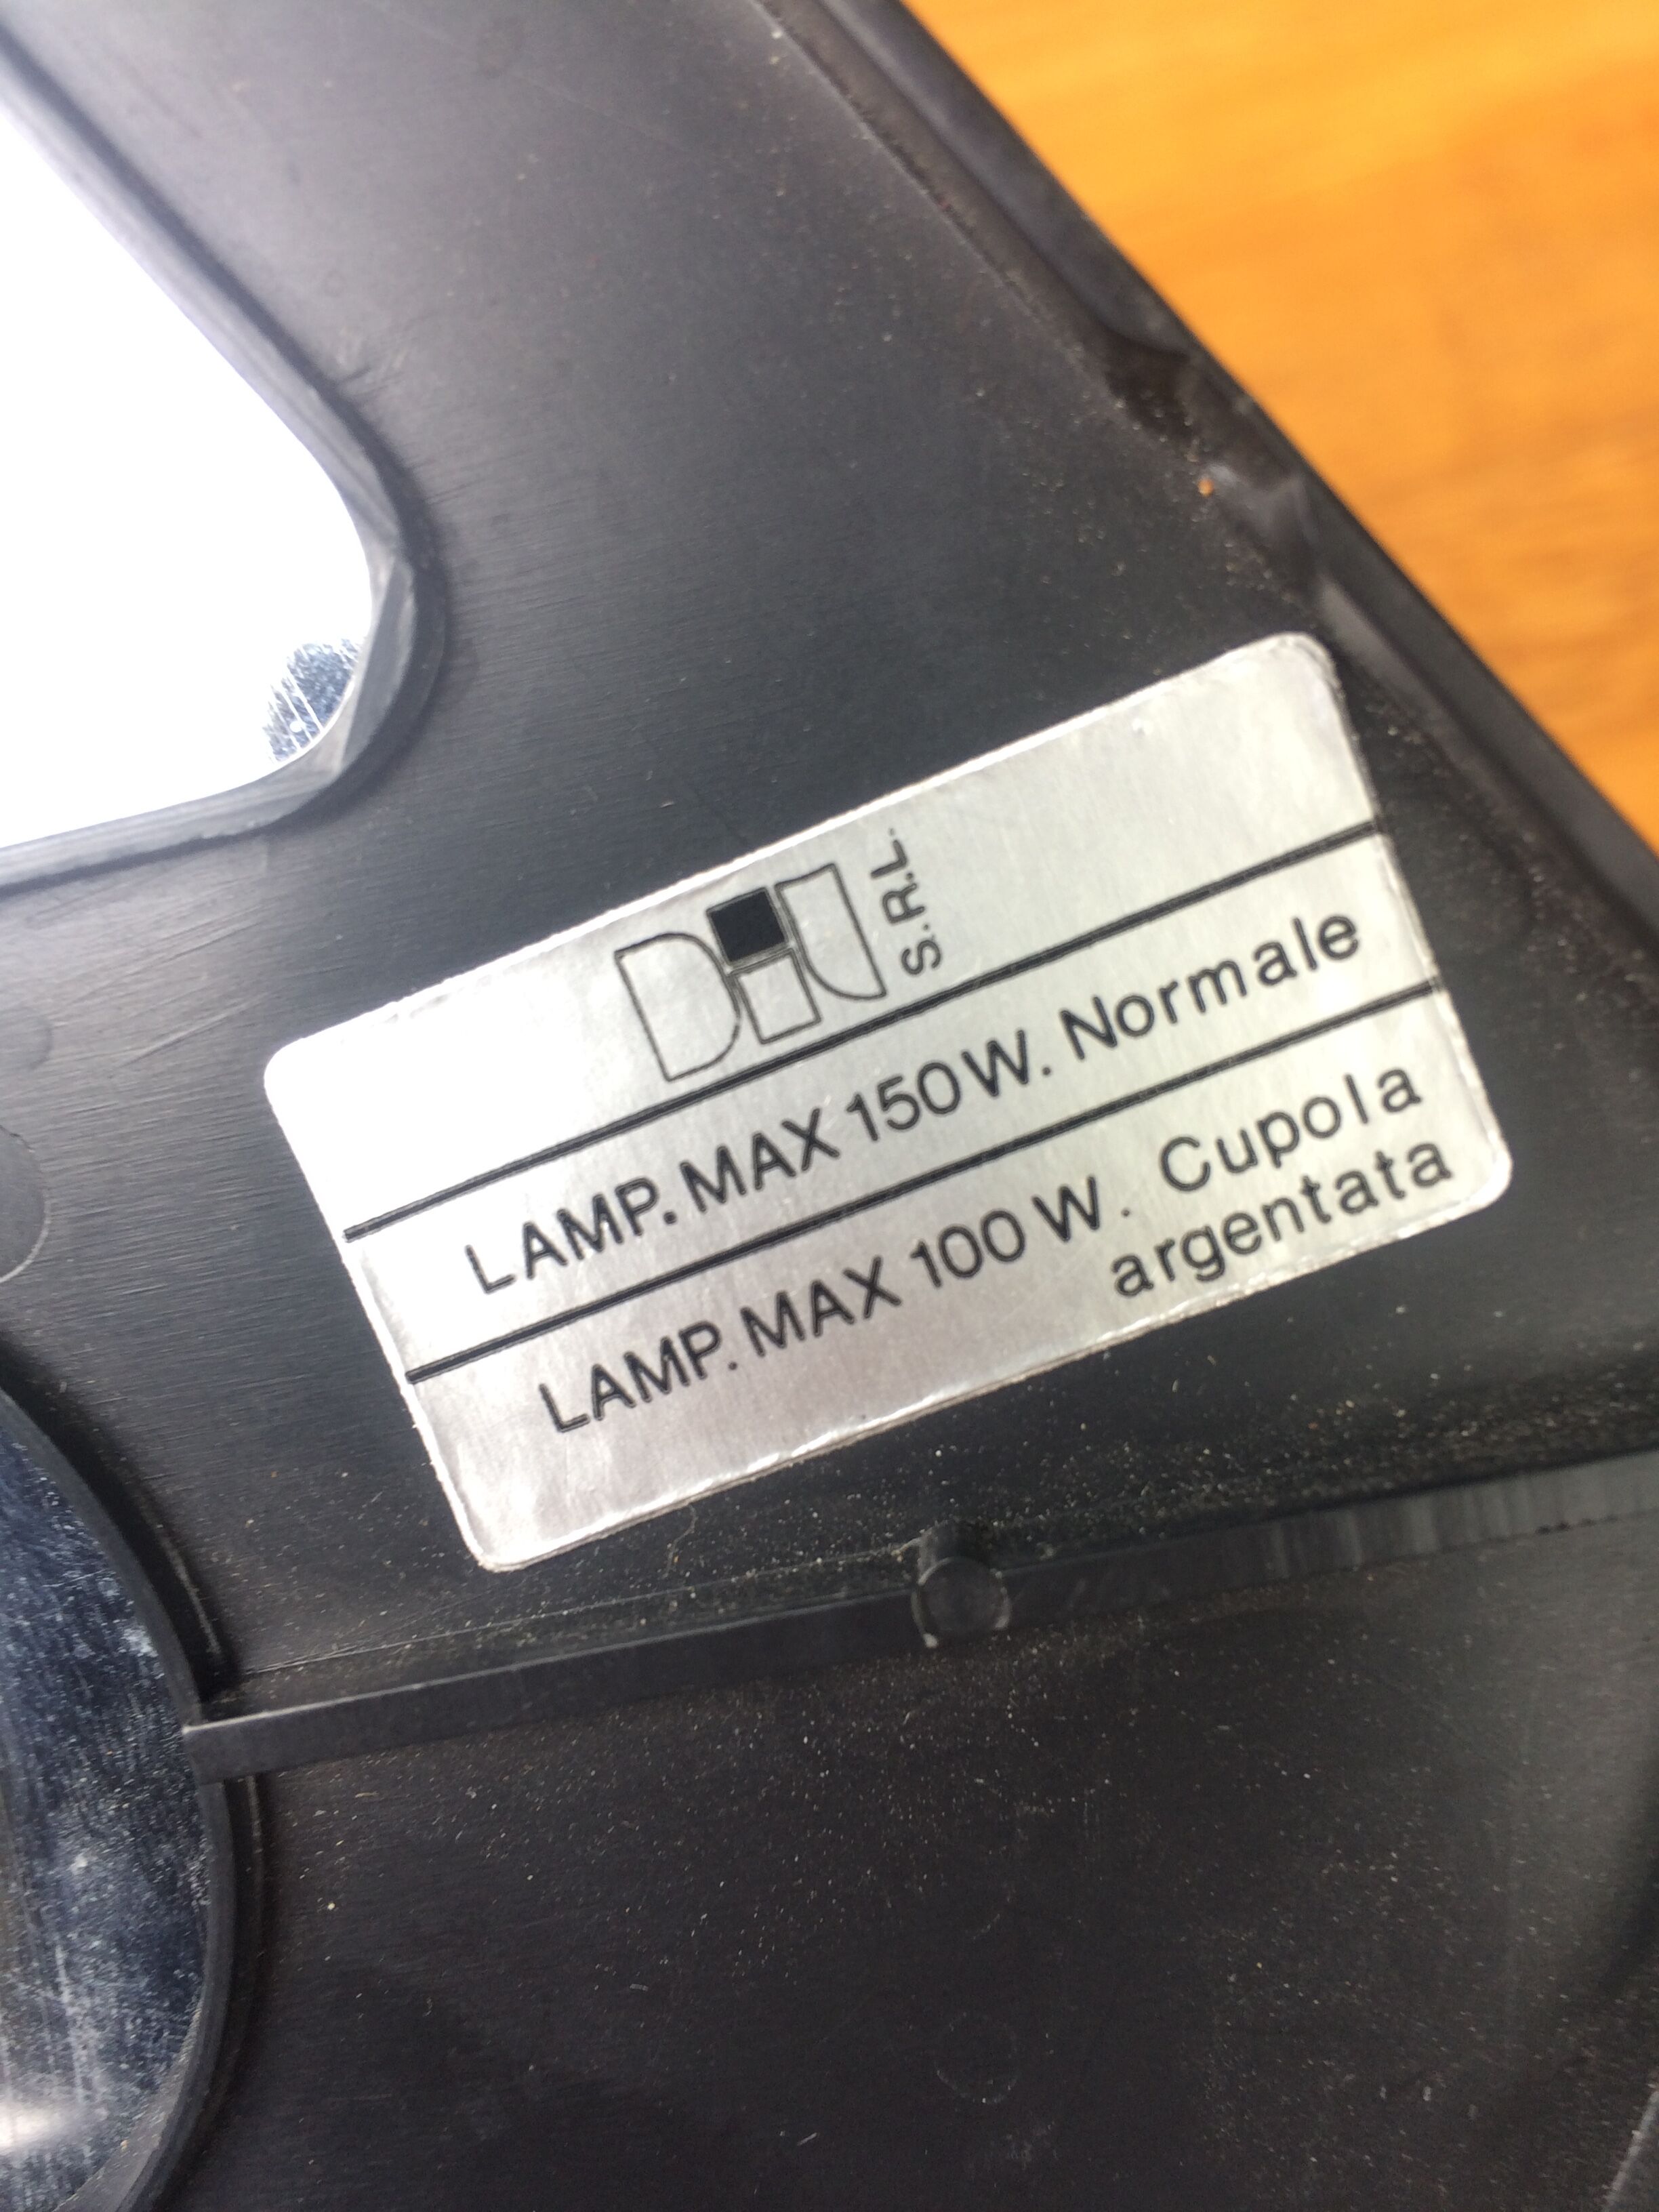 S.R.L.
LAMP. MAX 150 W. Normale
LAMP. MAX 100 W. Cupola
argentata